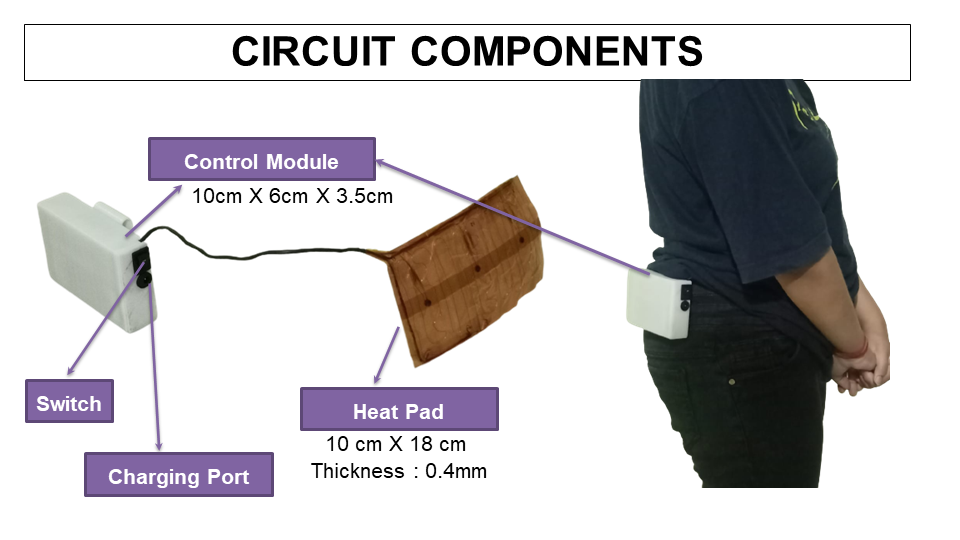 CIRCUIT COMPONENTS
Control Module
10cm X 6cm X 3.5cm
Switch
Heat Pad
10 cm X 18 cm
Thickness : 0.4mm
Charging Port